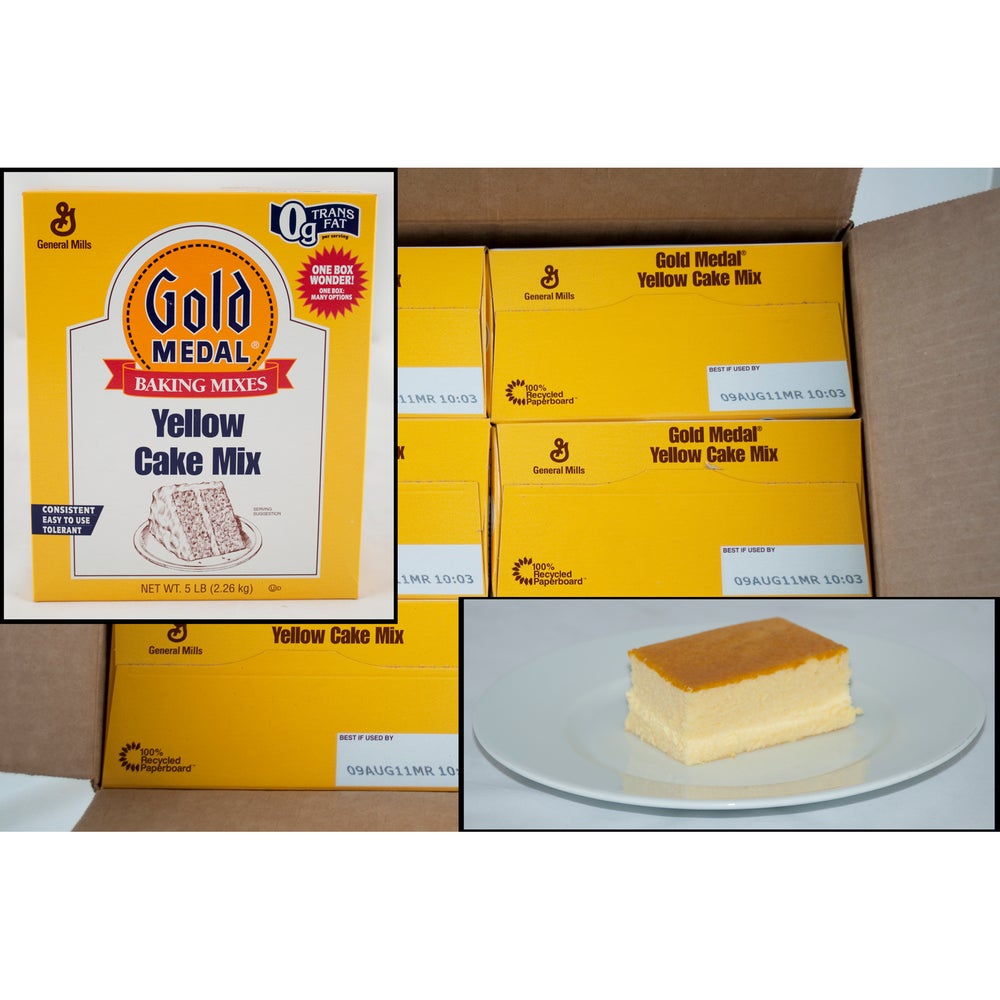 General Mills
0g TRANS
FAT
per serving
ONE BOX
WONDER!
ONE BOX:
MANY OPTIONS
Gold
MEDAL®
BAKING MIXES
Yellow
Cake Mix
CONSISTENT
EASY TO USE
TOLERANT
SERVING
SUGGESTION
NET WT. 5 LB (2.26 kg)
U D
X
11MR 10:03
General Mills
Gold Medal®
Yellow Cake Mix
100%
Recycled
Paperboard™
BEST IF USED BY
09AUG11MR 10:03
X
11MR 10:03
General Mills
Gold Medal®
Yellow Cake Mix
100%
Recycled
Paperboard™
BEST IF USED BY
09AUG11MR 10:03
General Mills
Yellow Cake Mix
100%
Recycled
Paperboard™
BEST IF USED BY
09AUG11MR 10